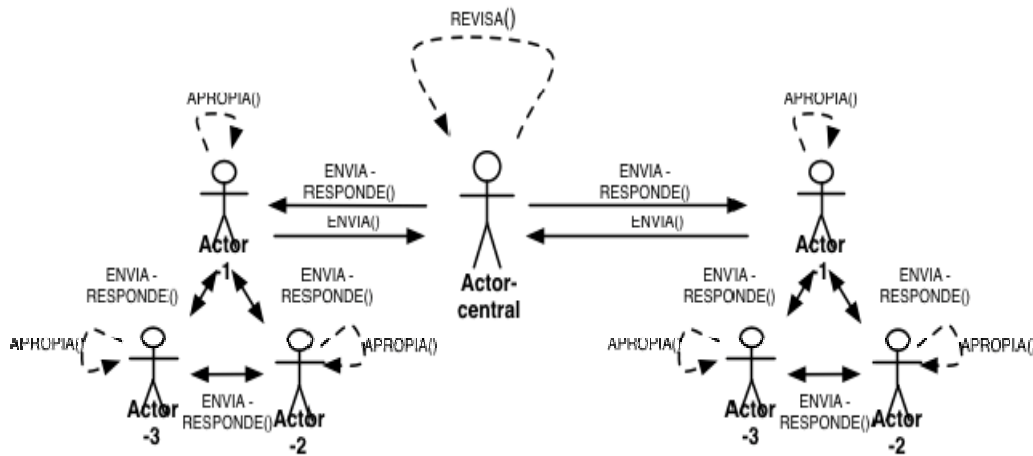 REVISA()
APROPIA()
APROPIA()
ENVIA -
RESPONDE()
ENVIA -
RESPONDE()
ENVIA()
ENVIA()
Actor
-1
Actor-
central
Actor
-1
ENVIA -
RESPONDE()
ENVIA -
RESPONDE()
ENVIA -
RESPONDE()
ENVIA -
RESPONDE()
APROPIA()
APROPIA()
APROPIA()
APROPIA()
Actor
-3
ENVIA -
RESPONDE()
Actor
-2
Actor
-3
ENVIA -
RESPONDE()
Actor
-2